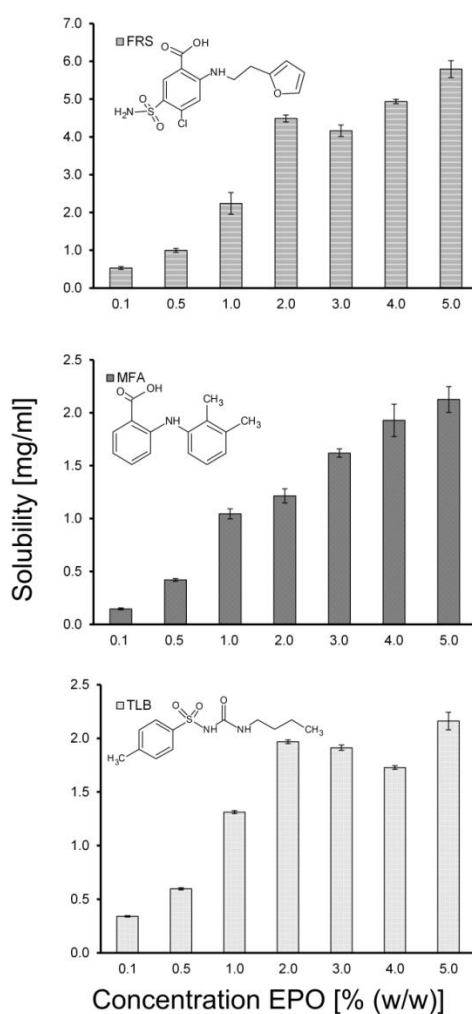 7.0
FRS
O
OH
6.0
NH
O
5.0
O
H₂N
S
O
Cl
4.0
3.0
2.0
1.0
0.0
0.1 0.5 1.0 2.0 3.0 4.0 5.0
2.5
MFA
O
OH
CH₃
2.0
NH
CH₃
1.5
1.0
0.5
0.0
0.1 0.5 1.0 2.0 3.0 4.0 5.0
Solubility [mg/ml]
2.5
TLB
O
O
O
S
CH₃
NH
NH
2.0
H₃C
1.5
1.0
0.5
0.0
0.1 0.5 1.0 2.0 3.0 4.0 5.0
Concentration EPO [% (w/w)]